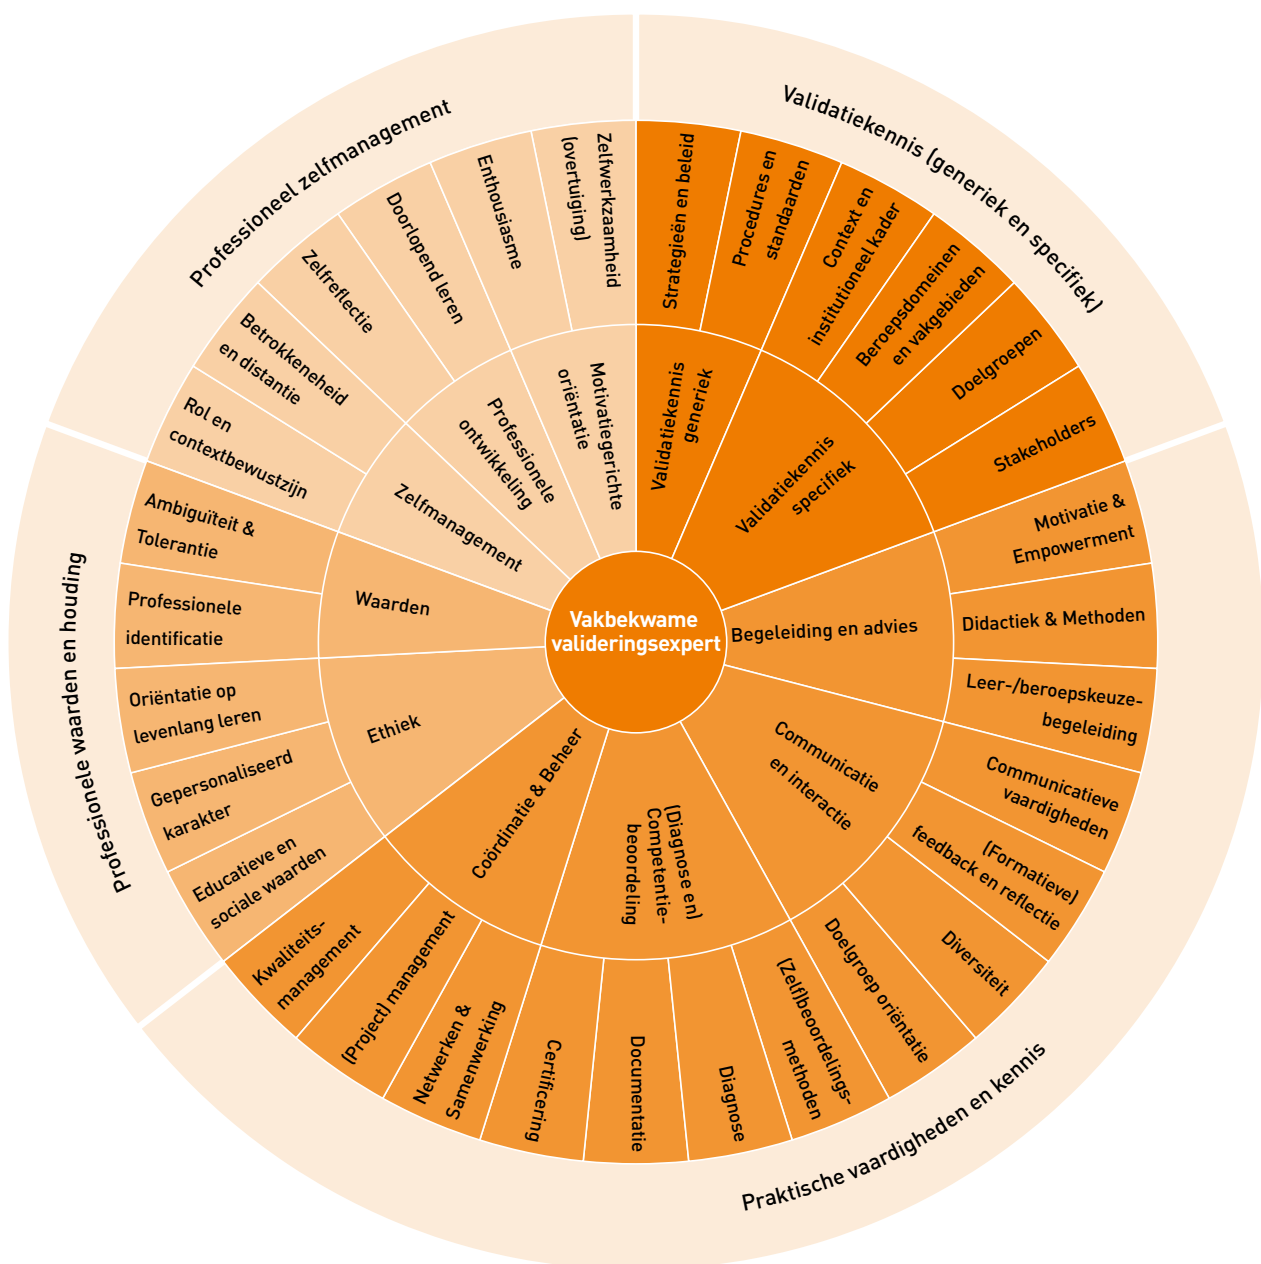 Vakbekwame
valideringsexpert
Validatiekennis (generiek en specifiek)
Validatiekennis
generiek
Strategieën en beleid
Procedures en
standaarden
Validatiekennis
specifiek
Context en
institutioneel kader
Beroepsdomeinen
en vakgebieden
Doelgroepen
Stakeholders
Praktische vaardigheden en kennis
Begeleiding en advies
Motivatie &
Empowerment
Didactiek & Methoden
Leer-/beroepskeuze-
begeleiding
Communicatie
en interactie
Communicatieve
vaardigheden
(Formatieve)
feedback en reflectie
Diversiteit
Doelgroep oriëntatie
(Diagnose en)
Competentie-
beoordeling
(Zelf)beoordelings-
methoden
Diagnose
Documentatie
Certificering
Coördinatie & Beheer
Netwerken &
Samenwerking
(Project) management
Kwaliteits-
management
Professionele waarden en houding
Ethiek
Educatieve en
sociale waarden
Gepersonaliseerd
karakter
Oriëntatie op
levenlang leren
Waarden
Professionele
identificatie
Ambiguïteit &
Tolerantie
Professioneel zelfmanagement
Zelfmanagement
Rol en
contextbewustzijn
Betrokkeneheid
en distantie
Zelfreflectie
Professionele
ontwikkeling
Doorlopend leren
Motivatiegerichte
oriëntatie
Enthousiasme
Zelfwerkzaamheid
(overtuiging)